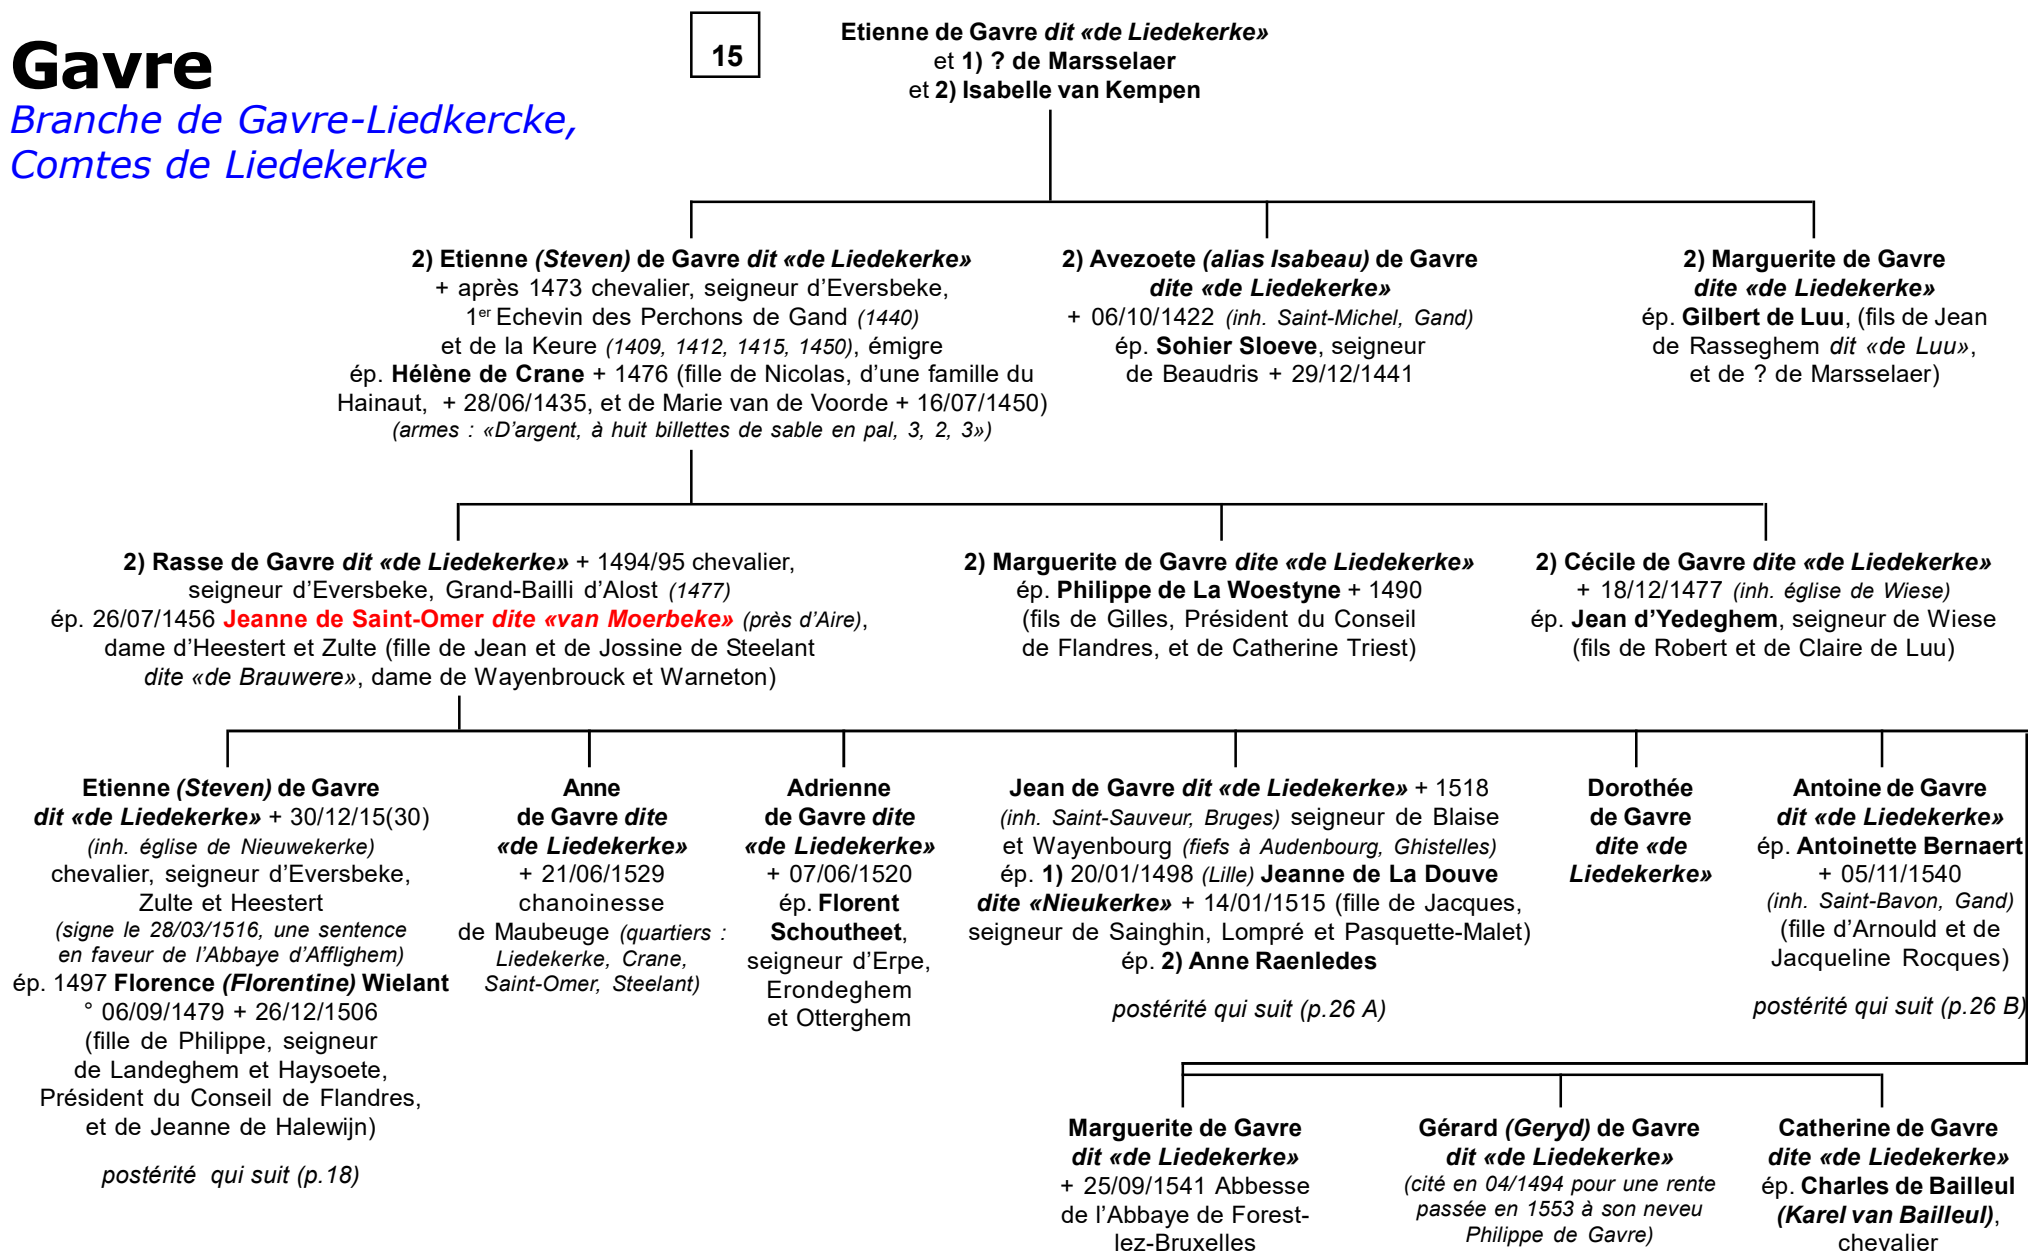 Gavre
Branche de Gavre-Liedkercke,
Comtes de Liedekerke
15
Etienne de Gavre dit «de Liedekerke»
et 1) ? de Marsselaer
et 2) Isabelle van Kempen
2) Etienne (Steven) de Gavre dit «de Liedekerke»
+ après 1473 chevalier, seigneur d’Eversbeke,
1er Echevin des Perchons de Gand (1440)
et de la Keure (1409, 1412, 1415, 1450), émigre
ép. Hélène de Crane + 1476 (fille de Nicolas, d’une famille du
Hainaut, + 28/06/1435, et de Marie van de Voorde + 16/07/1450)
(armes : «D’argent, à huit billettes de sable en pal, 3, 2, 3»)
2) Avezoete (alias Isabeau) de Gavre
dite «de Liedekerke»
+ 06/10/1422 (inh. Saint-Michel, Gand)
ép. Sohier Sloeve, seigneur
de Beaudris + 29/12/1441
2) Marguerite de Gavre
dite «de Liedekerke»
ép. Gilbert de Luu, (fils de Jean
de Rasseghem dit «de Luu»,
et de ? de Marsselaer)
2) Rasse de Gavre dit «de Liedekerke» + 1494/95 chevalier,
seigneur d’Eversbeke, Grand-Bailli d’Alost (1477)
ép. 26/07/1456 Jeanne de Saint-Omer dite «van Moerbeke» (près d’Aire),
dame d’Heestert et Zulte (fille de Jean et de Jossine de Steelant
dite «de Brauwere», dame de Wayenbrouck et Warneton)
2) Marguerite de Gavre dite «de Liedekerke»
ép. Philippe de La Woestyne + 1490
(fils de Gilles, Président du Conseil
de Flandres, et de Catherine Triest)
2) Cécile de Gavre dite «de Liedekerke»
+ 18/12/1477 (inh. église de Wiese)
ép. Jean d’Yedeghem, seigneur de Wiese
(fils de Robert et de Claire de Luu)
Etienne (Steven) de Gavre
dit «de Liedekerke» + 30/12/15(30)
(inh. église de Nieuwekerke)
chevalier, seigneur d’Eversbeke,
Zulte et Heestert
(signe le 28/03/1516, une sentence
en faveur de l’Abbaye d’Afflighem)
ép. 1497 Florence (Florentine) Wielant
° 06/09/1479 + 26/12/1506
(fille de Philippe, seigneur
de Landeghem et Haysoete,
Président du Conseil de Flandres,
et de Jeanne de Halewijn)
postérité qui suit (p.18)
Anne
de Gavre dite
«de Liedekerke»
+ 21/06/1529
chanoinesse
de Maubeuge (quartiers :
Liedekerke, Crane,
Saint-Omer, Steelant)
Adrienne
de Gavre dite
«de Liedekerke»
+ 07/06/1520
ép. Florent
Schoutheet,
seigneur d’Erpe,
Erondeghem
et Otterghem
Jean de Gavre dit «de Liedekerke» + 1518
(inh. Saint-Sauveur, Bruges) seigneur de Blaise
et Wayenbourg (fiefs à Audenbourg, Ghistelles)
ép. 1) 20/01/1498 (Lille) Jeanne de La Douve
dite «Nieukerke» + 14/01/1515 (fille de Jacques,
seigneur de Sainghin, Lompré et Pasquette-Malet)
ép. 2) Anne Raenledes
postérité qui suit (p.26 A)
Dorothée
de Gavre
dite «de
Liedekerke»
Antoine de Gavre
dit «de Liedekerke»
ép. Antoinette Bernaert
+ 05/11/1540
(inh. Saint-Bavon, Gand)
(fille d’Arnould et de
Jacqueline Rocques)
postérité qui suit (p.26 B)
Marguerite de Gavre
dit «de Liedekerke»
+ 25/09/1541 Abbesse
de l’Abbaye de Forest-
lez-Bruxelles
Gérard (Geryd) de Gavre
dit «de Liedekerke»
(cité en 04/1494 pour une rente
passée en 1553 à son neveu
Philippe de Gavre)
Catherine de Gavre
dite «de Liedekerke»
ép. Charles de Bailleul
(Karel van Bailleul),
chevalier